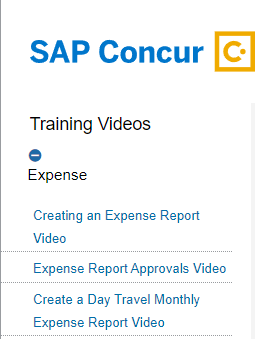 SAP Concur
Training Videos
Expense
Creating an Expense Report
Video
Expense Report Approvals Video
Create a Day Travel Monthly
Expense Report Video